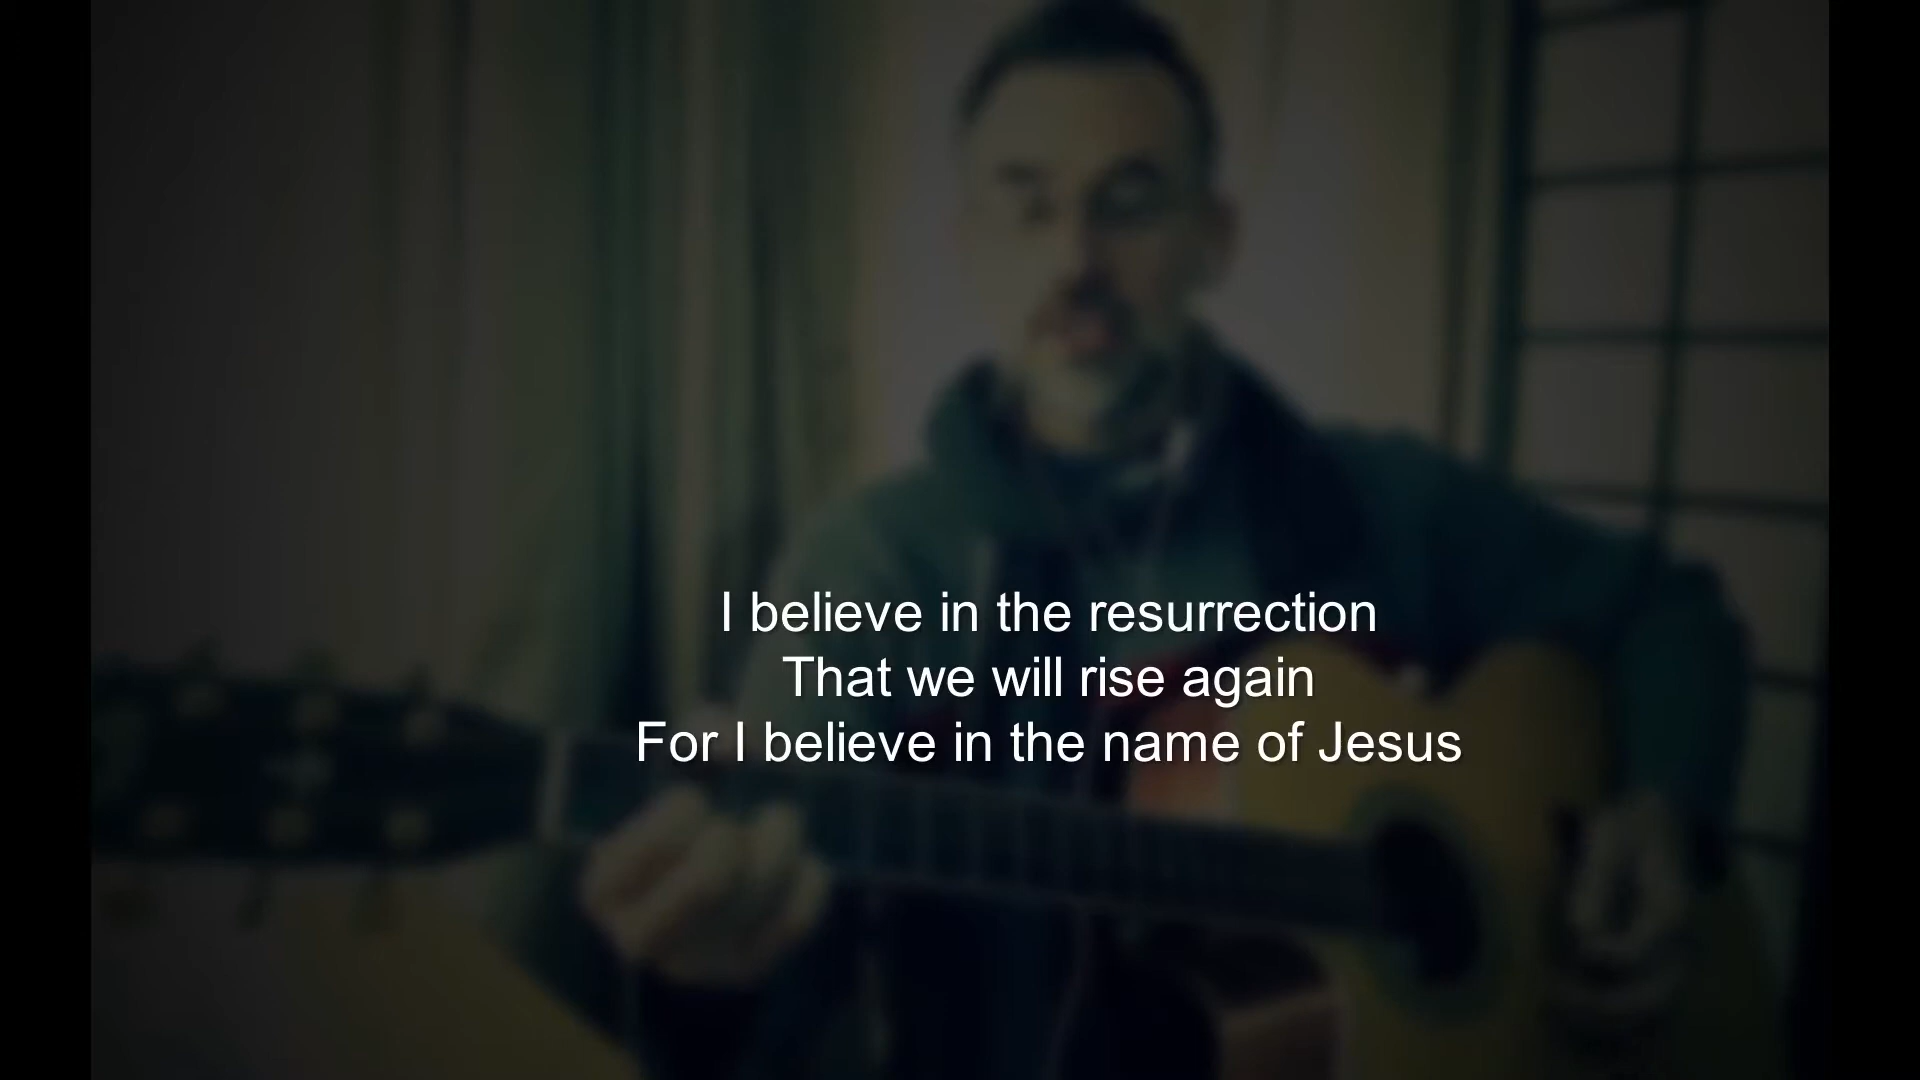 I believe in the resurrection
That we will rise again
For I believe in the name of Jesus